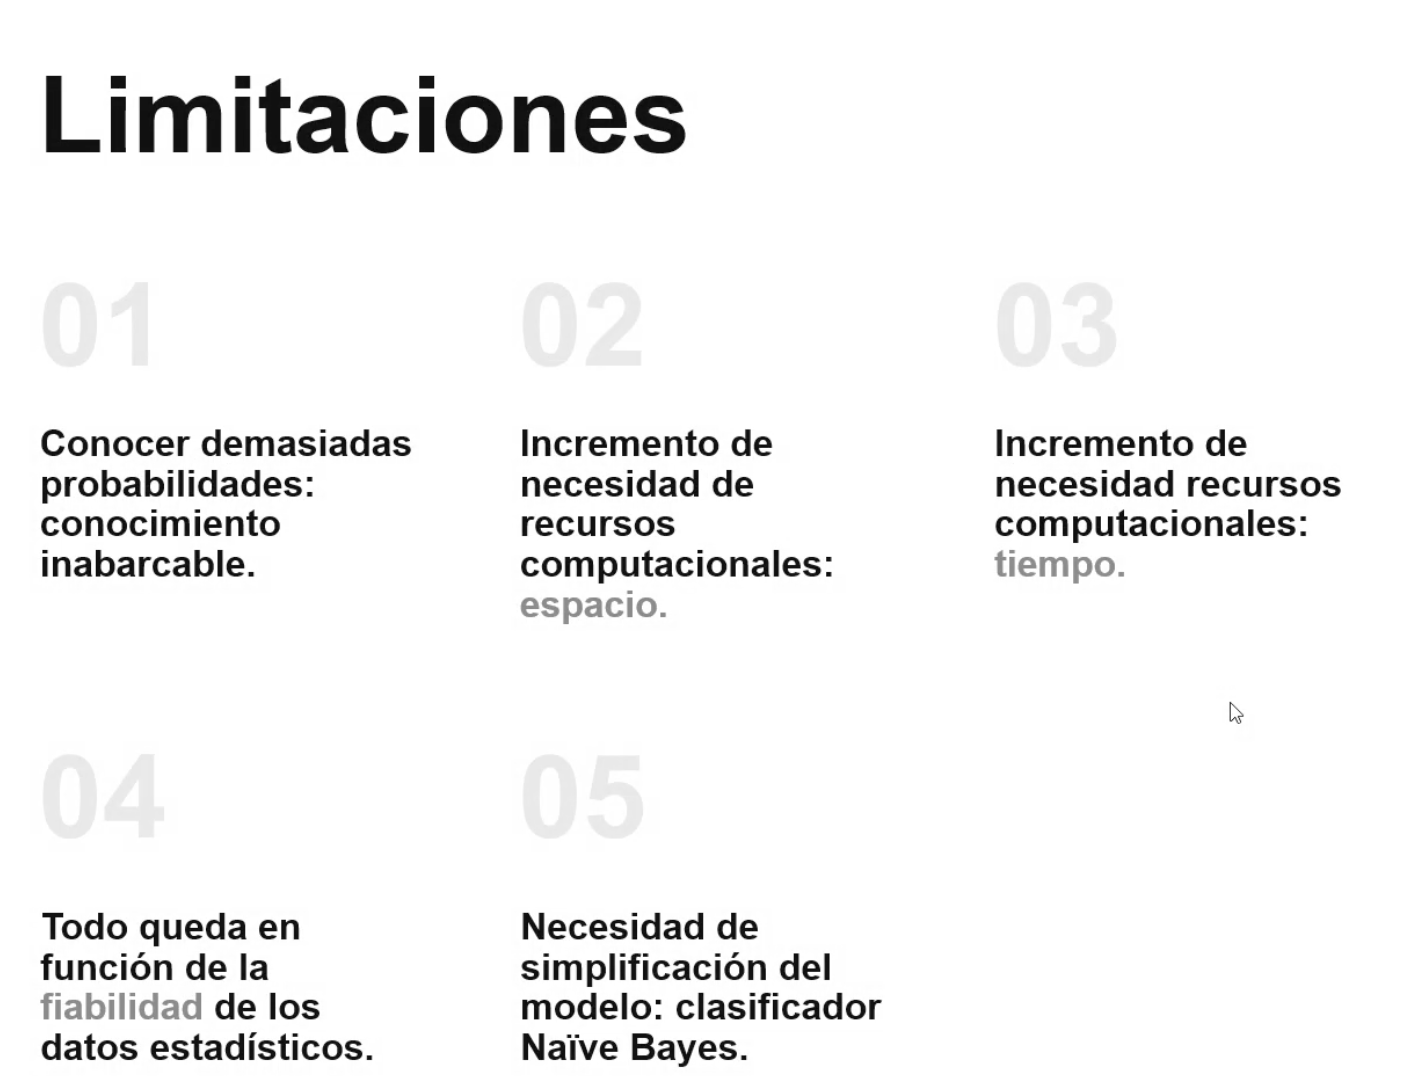 Limitaciones
01
Conocer demasiadas
probabilidades:
conocimiento
inabarcable.
02
Incremento de
necesidad de
recursos
computacionales:
espacio.
03
Incremento de
necesidad recursos
computacionales:
tiempo.
04
Todo queda en
función de la
fiabilidad de los
datos estadísticos.
05
Necesidad de
simplificación del
modelo: clasificador
Naïve Bayes.